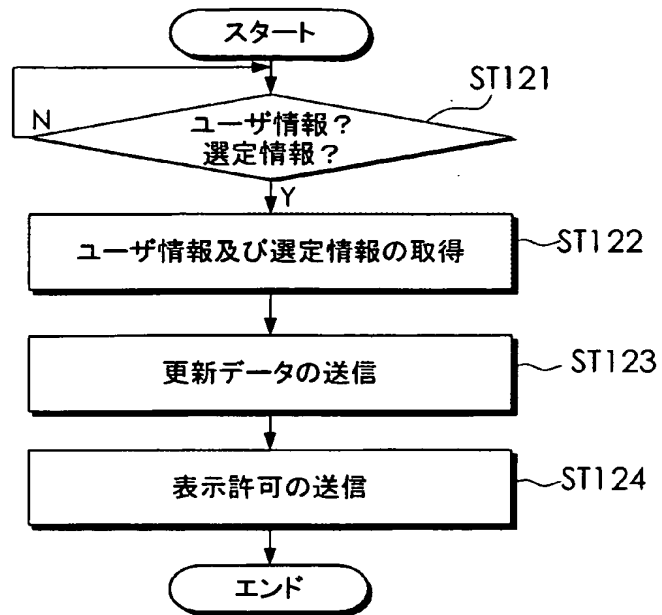 スタート
ST121
N
ユーザ情報?
選定情報?
Y
ユーザ情報及び選定情報の取得
ST122
更新データの送信
ST123
表示許可の送信
ST124
エンド